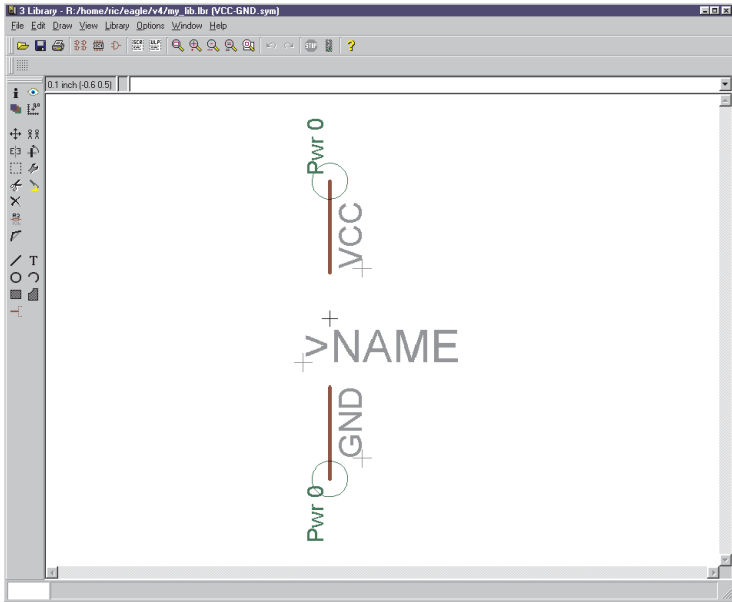 3 Library - R:/home/ric/eagle/v4/my_lib.lbr (VCC-GND.sym)
File Edit Draw View Library Options Window Help
0.1 inch (-0.6 0.5)
Pwr 0
VCC
>NAME
GND
Pwr 0